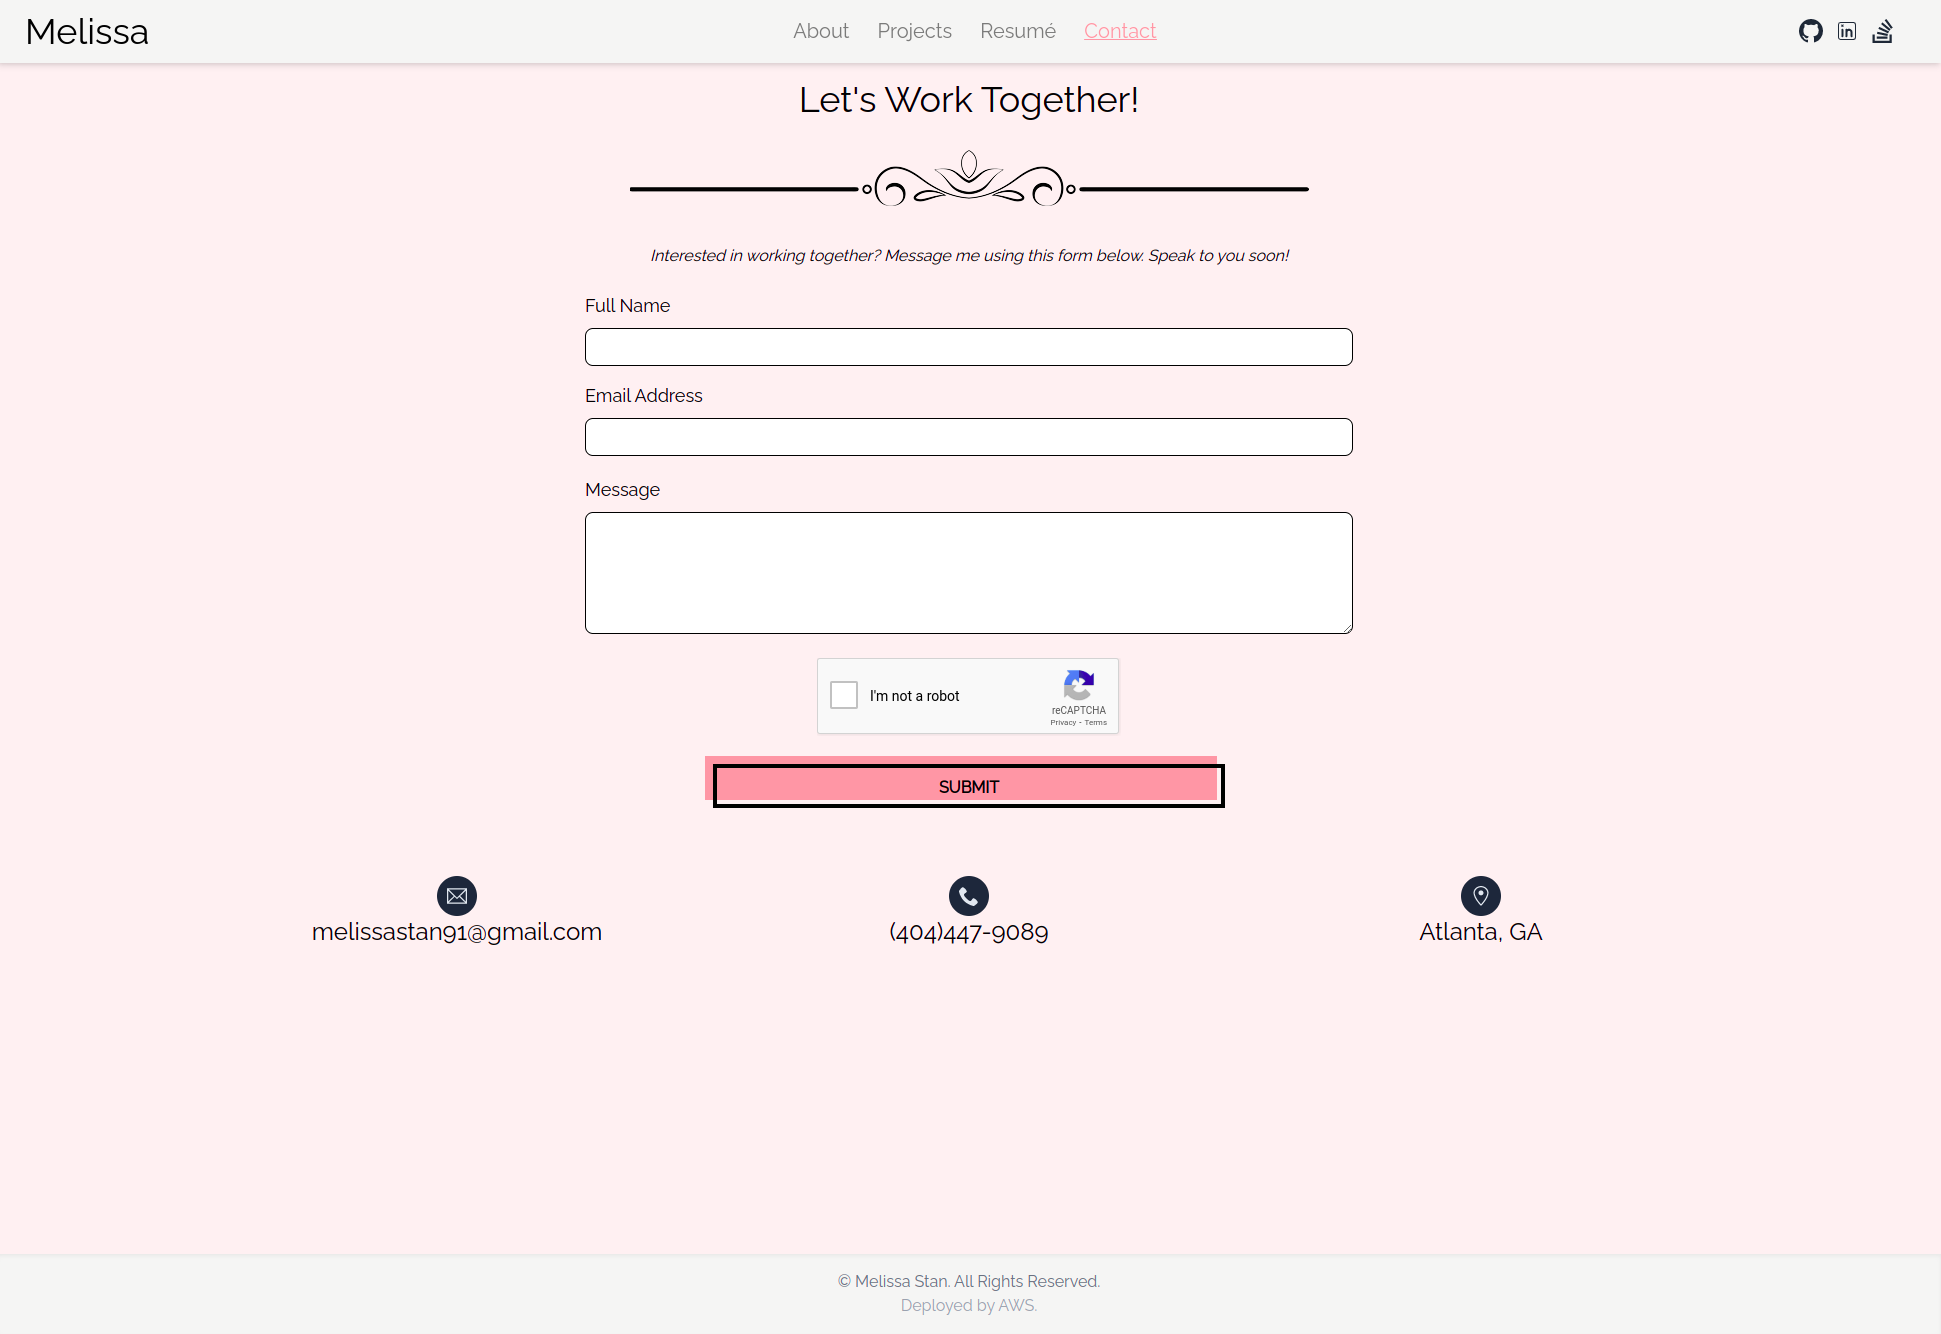 Melissa
About Projects Resumé Contact
Let's Work Together!
Interested in working together? Message me using this form below. Speak to you soon!
Full Name
Email Address
Message
I'm not a robot
reCAPTCHA
Privacy - Terms
SUBMIT
melissastan91@gmail.com
(404)447-9089
Atlanta, GA
© Melissa Stan. All Rights Reserved.
Deployed by AWS.